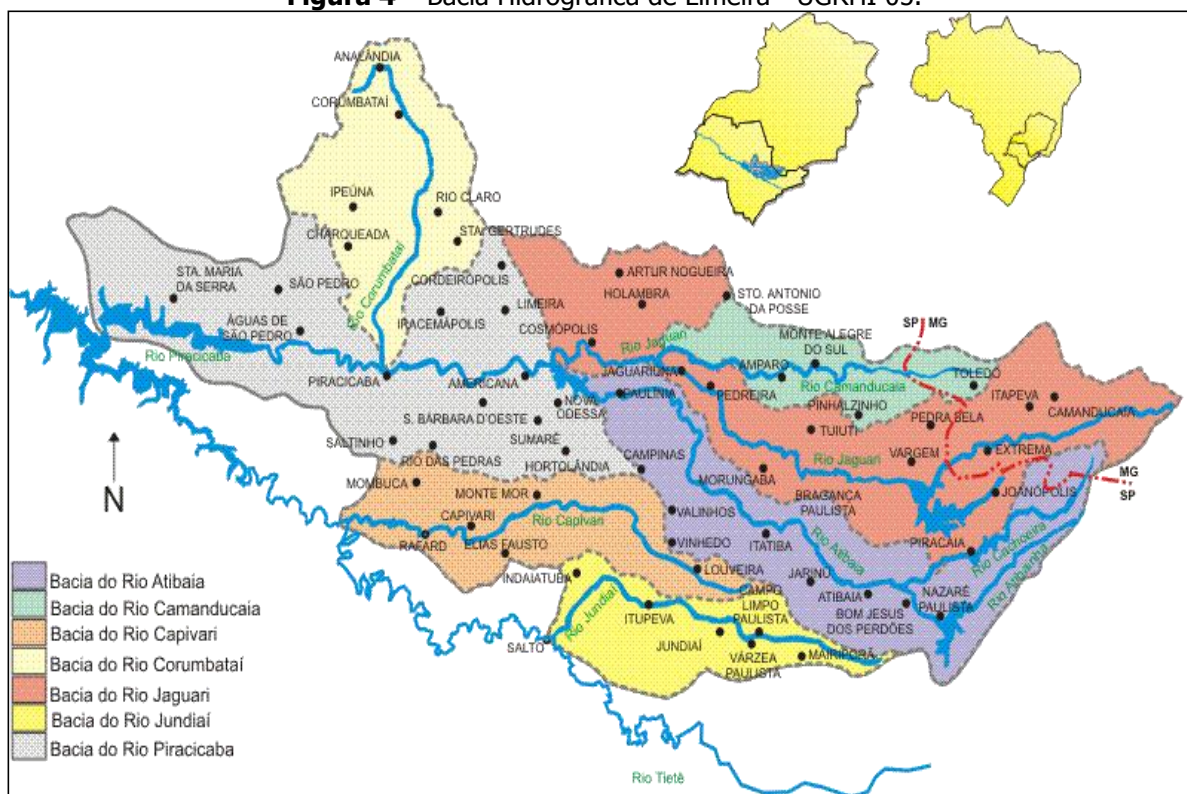 Figura 4 - Bacia Hidrográfica de Limeira - UGRHI 05.
ANALÂNDIA
CORUMBATAÍ
IPEÚNA
RIO CLARO
CHARQUEADA
STA. GERTRUDES
Rio Corumbataí
CORDEIRÓPOLIS
ARTUR NOGUEIRA
HOLAMBRA
STO. ANTONIO
DA POSSE
STA. MARIA
DA SERRA
SÃO PEDRO
LIMEIRA
IRACEMÁPOLIS
COSMÓPOLIS
ÁGUAS DE
SÃO PEDRO
Rio Piracicaba
Rio Jaguari
MONTE ALEGRE
DO SUL
SP
MG
PIRACICABA
AMERICANA
JAGUARIUNA
AMPARO
Rio Camanducaia
TOLEDO
PAULÍNIA
PEDREIRA
ITAPEVA
CAMANDUCAIA
NOVA
ODESSA
S. BÁRBARA D'OESTE
PINHALZINHO
PEDRA BELA
TUIUTI
SALTINHO
SUMARÉ
RIO DAS PEDRAS
HORTOLÂNDIA
CAMPINAS
Rio Jaguari
VARGEM
EXTREMA
MORUNGABA
MG
SP
MOMBUCA
MONTE MOR
BRAGANÇA
PAULISTA
JOANÓPOLIS
CAPIVARI
Rio Capivari
VALINHOS
RAFARD
ELIAS FAUSTO
VINHEDO
ITATIBA
Rio Atibaia
PIRACAIA
Rio Cachoeira
Rio Atibainha
INDAIATUBA
LOUVEIRA
JARINÚ
ATIBAIA
NAZARÉ
PAULISTA
BOM JESUS
DOS PERDÕES
CAMPO
LIMPO
PAULISTA
Rio Jundiaí
ITUPEVA
SALTO
JUNDIAÍ
VÁRZEA
PAULISTA
MAIRIPORÃ
Rio Tietê
N
Bacia do Rio Atibaia
Bacia do Rio Camanducaia
Bacia do Rio Capivari
Bacia do Rio Corumbataí
Bacia do Rio Jaguari
Bacia do Rio Jundiaí
Bacia do Rio Piracicaba